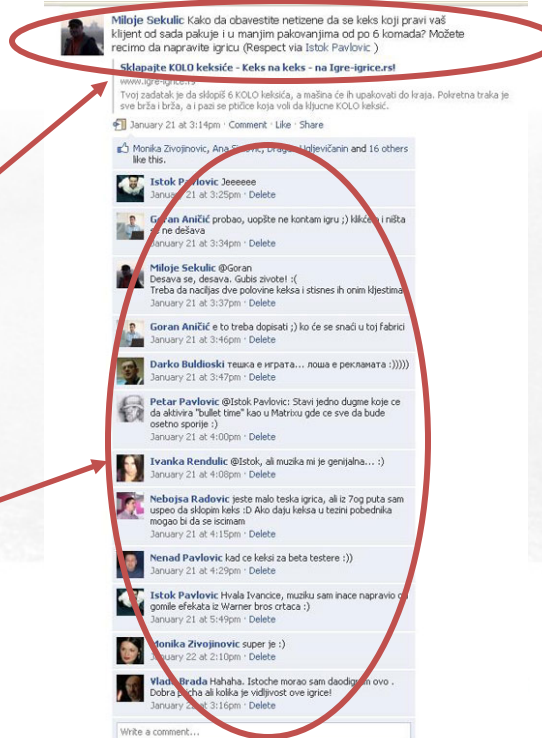 Miloje Sekulic Kako da obavestite netizene da se keks koji pravi vaš
klijent od sada pakuje i u manjim pakovanjima od po 6 komada? Možete
recimo da napravite igricu (Respect via Istok Pavlovic )
Sklapajte KOLO keksiće - Keks na keks - na Igre-igrice.rs!
www.igre-igrice.rs
Tvoj zadatak je da sklopiš 6 KOLO keksića, a mašina će ih upakovati do kraja. Pokretna traka je
sve brža i brža, a i pazi se ptičice koja voli da kljucne KOLO keksić.
January 21 at 3:14pm · Comment · Like · Share
Monika Zivojinovic, Ana and 16 others
like this.
Istok Pavlovic Jeeeeee
January 21 at 3:25pm · Delete
Goran Aničić probao, uopšte ne kontam igru ;) klikćem i ništa
se ne dešava
January 21 at 3:34pm · Delete
Miloje Sekulic @Goran
Desava se, desava. Gubis zivote! :(
Treba da naciljas dve polovine keksa i stisnes ih onim kljestima
January 21 at 3:37pm · Delete
Goran Aničić e to treba dopisati ;) ko će se snaći u toj fabrici
January 21 at 3:46pm · Delete
Darko Buldioski тешка е играта... лоша е рекламата :)))))
January 21 at 3:47pm · Delete
Petar Pavlovic @Istok Pavlovic: Stavi jedno dugme koje ce
da aktivira "bullet time" kao u Matrixu gde ce sve da bude
osetno sporije :)
January 21 at 4:00pm · Delete
Ivanka Rendulic @Istok, ali muzika mi je genijalna... :)
January 21 at 4:08pm · Delete
Nebojsa Radovic jeste malo teska igrica, ali iz 7og puta sam
uspeo da sklopim keks :D Ako daju keksa u tezini pobednika
mogao bi da se iscimam
January 21 at 4:15pm · Delete
Nenad Pavlovic kad ce keksi za beta testere :))
January 21 at 4:29pm · Delete
Istok Pavlovic Hvala Ivancice, muziku sam inace napravio od
gomile efekata iz Warner bros crtaca :)
January 21 at 5:49pm · Delete
Monika Zivojinovic super je :)
January 22 at 2:10pm · Delete
Vlada Brada Hahaha. Istoche morao sam daodigram ovo .
Dobra ali kolika je vidljivost ove igrice!
January 22 at 3:16pm · Delete
Write a comment...